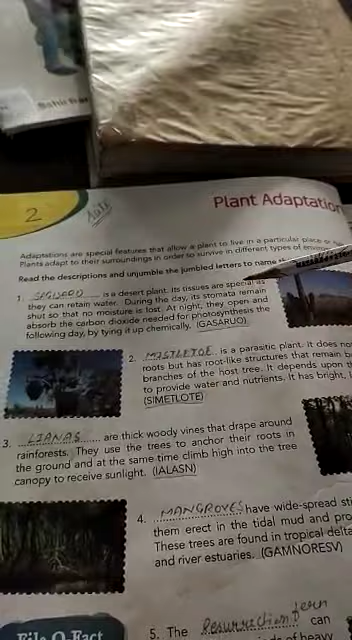 2
Plant Adaptation
Adaptations are special features that allow a plant to live in a particular place or
Plants adapt to their surroundings in order to survive in different types of
Read the descriptions and unjumble the jumbled letters to name
1. is a desert plant. Its tissues are special as
they can retain water. During the day, its stomata remain
shut so that no moisture is lost. At night, they open and
absorb the carbon dioxide needed for photosynthesis the
following day, by tying it up chemically. (GASARUO)
2. MISTLETOE is a parasitic plant. It does no
roots but has root-like structures that remain
branches of the host tree. It depends upon
to provide water and nutrients. It has bright,
(SIMETLOTE)
3. LIANAS are thick woody vines that drape around
rainforests. They use the trees to anchor their roots in
the ground and at the same time climb high into the tree
canopy to receive sunlight. (IALASN)
4. MANGROVES have wide-spread sti
them erect in the tidal mud and pro
These trees are found in tropical delta
and river estuaries. (GAMNORESV)
5. The Resurrection fern can
of heavy
File O Fact